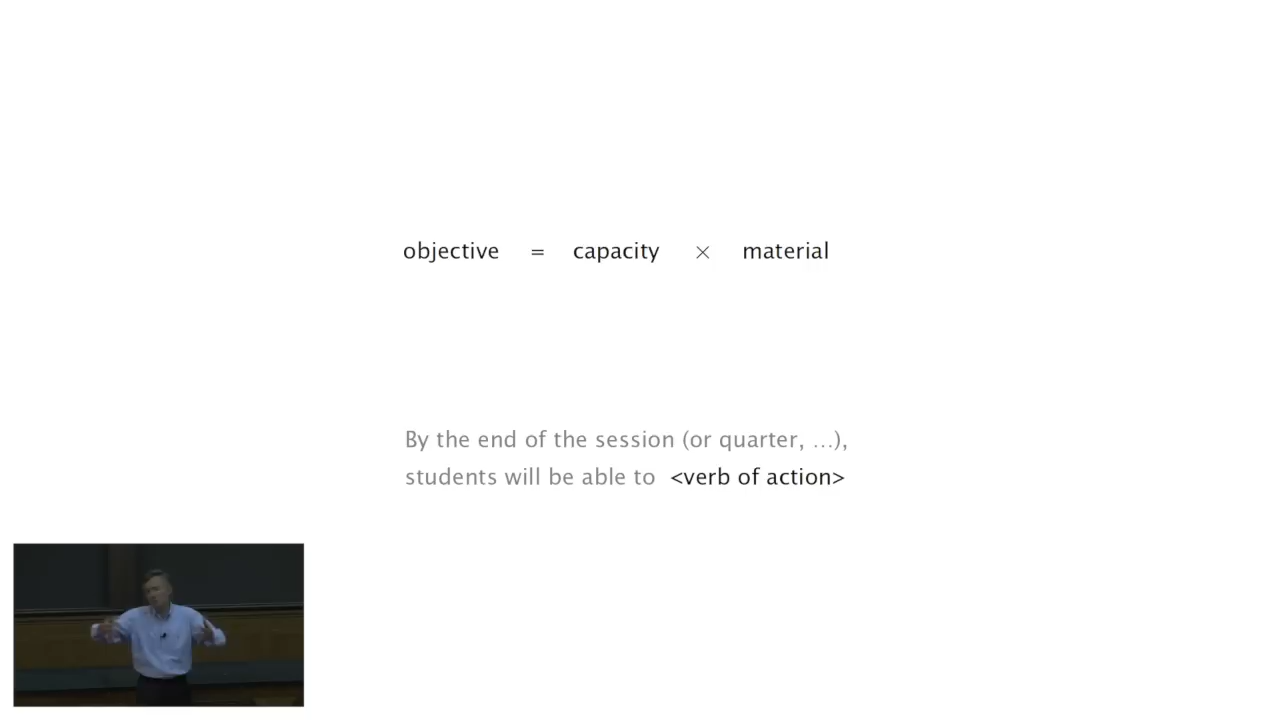 objective = capacity × material
By the end of the session (or quarter, …),
students will be able to <verb of action>